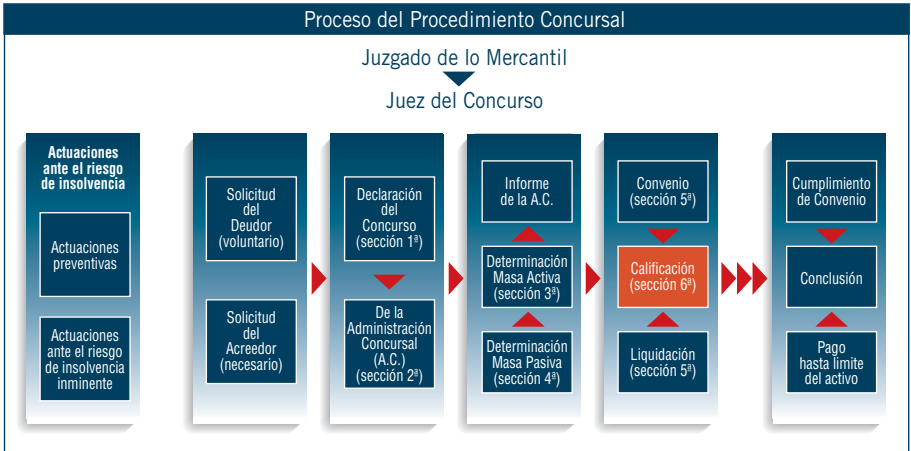 Proceso del Procedimiento Concursal
Juzgado de lo Mercantil
Juez del Concurso
Actuaciones
ante el riesgo
de insolvencia
Actuaciones
preventivas
Actuaciones
ante el riesgo
de insolvencia
inminente
Solicitud
del
Deudor
(voluntario)
Solicitud
del
Acreedor
(necesario)
Declaración
del
Concurso
(sección 1ª)
De la
Administración
Concursal
(A.C.)
(sección 2ª)
Informe
de la A.C.
Determinación
Masa Activa
(sección 3ª)
Determinación
Masa Pasiva
(sección 4ª)
Convenio
(sección 5ª)
Calificación
(sección 6ª)
Liquidación
(sección 5ª)
Cumplimiento
de Convenio
Conclusión
Pago
hasta limite
del activo